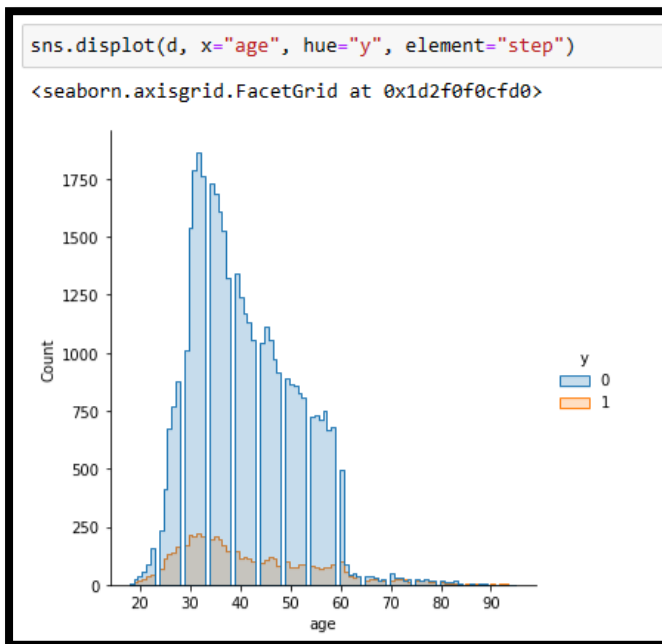 sns.displot(d, x="age", hue="y", element="step")
<seaborn.axisgrid.FacetGrid at 0x1d2f0f0cfd0>
1750
1500
1250
1000
750
500
250
0
Count
20 30 40 50 60 70 80 90
age
y
0
1